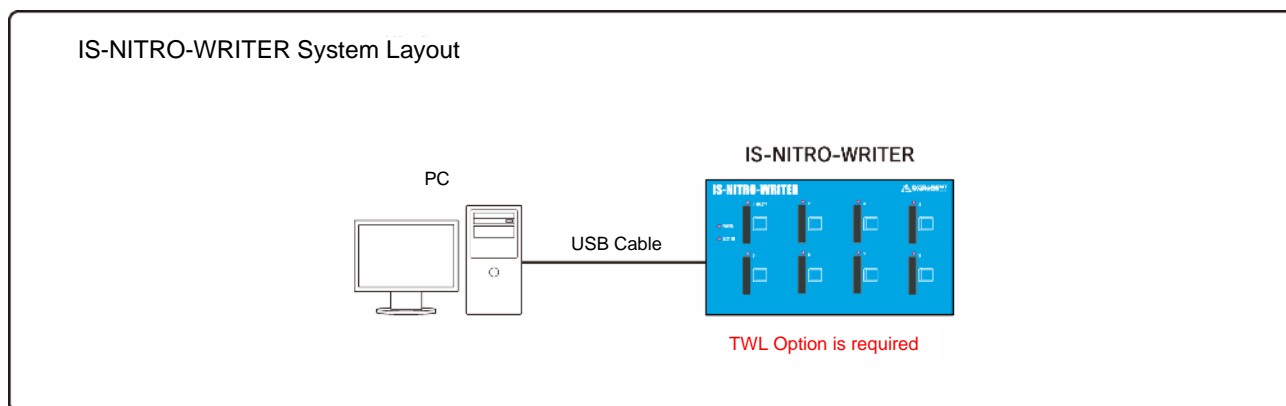 IS-NITRO-WRITER System Layout
IS-NITRO-WRITER
PC
IS-NITRO-WRITER
USB Cable
TWL Option is required